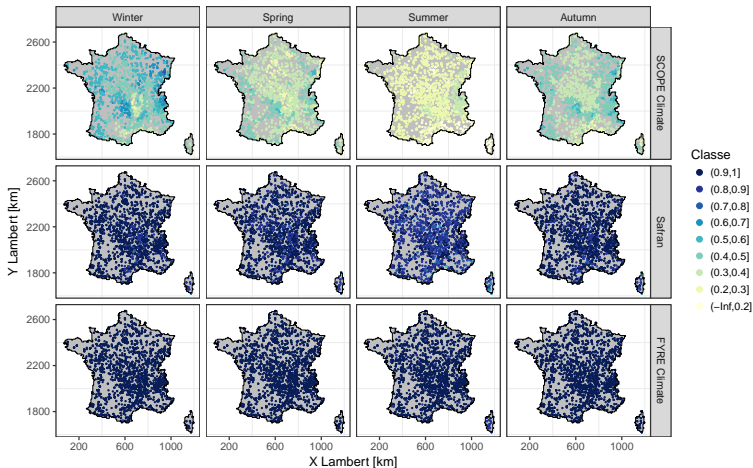 Winter Spring Summer Autumn
2600
2200
1800
SCOPE Climate
2600
2200
1800
Safran
2600
2200
1800
FYRE Climate
Y Lambert [km]
200 600 1000 200 600 1000 200 600 1000 200 600 1000
X Lambert [km]
Classe
(0.9,1]
(0.8,0.9]
(0.7,0.8]
(0.6,0.7]
(0.5,0.6]
(0.4,0.5]
(0.3,0.4]
(0.2,0.3]
(−Inf,0.2]